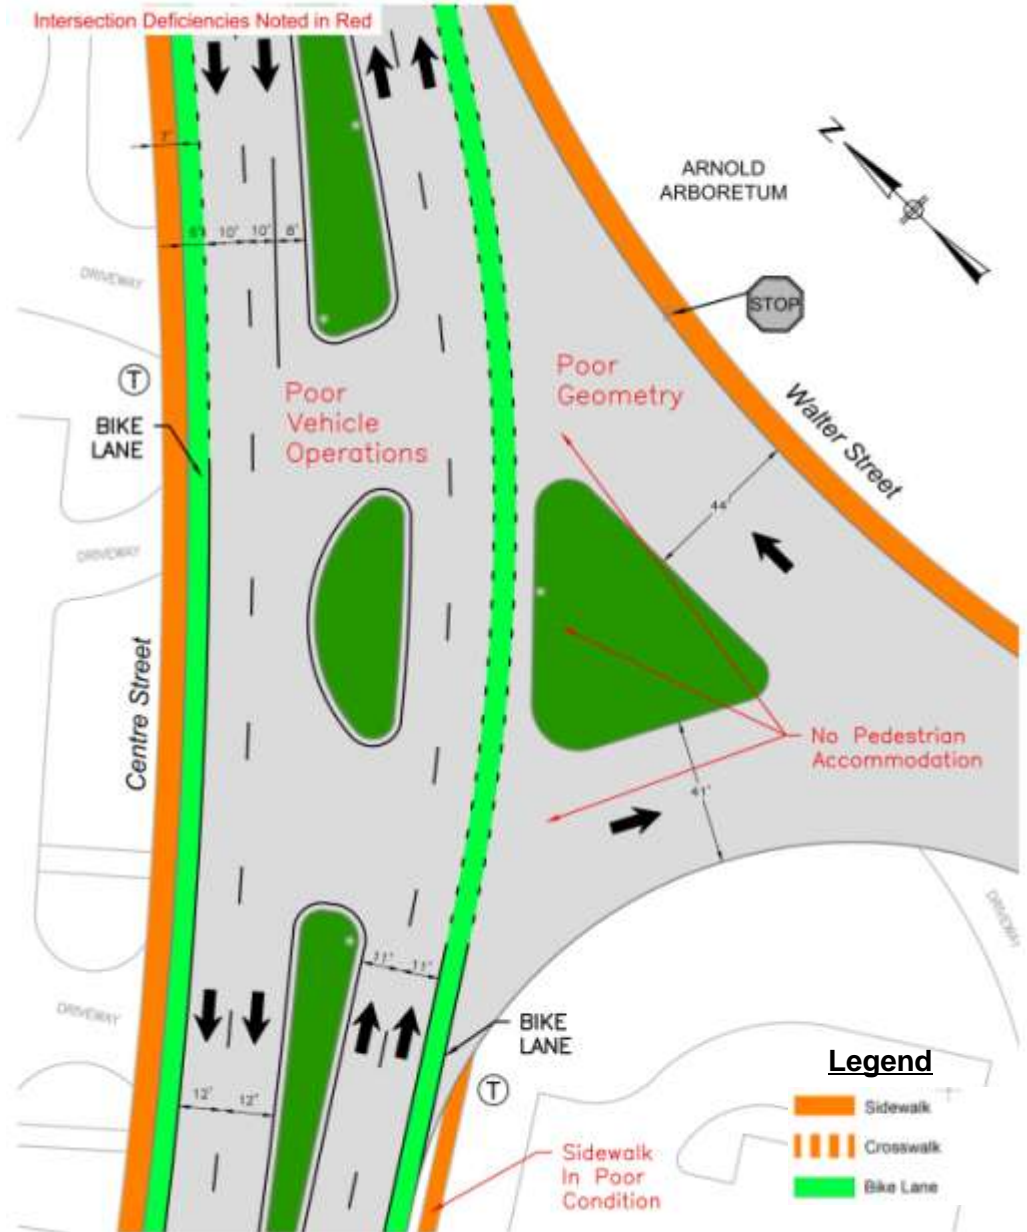 Intersection Deficiencies Noted in Red
7'
N
ARNOLD
ARBORETUM
10'
10'
8'
DRIVEWAY
STOP
T
BIKE
LANE
Poor
Vehicle
Operations
Poor
Geometry
Walter Street
44'
DRIVEWAY
Centre Street
No Pedestrian
Accommodation
41'
DRIVEWAY
11'
11'
DRIVEWAY
BIKE
LANE
T
12'
12'
Legend
Sidewalk
Crosswalk
Bike Lane
Sidewalk
In Poor
Condition